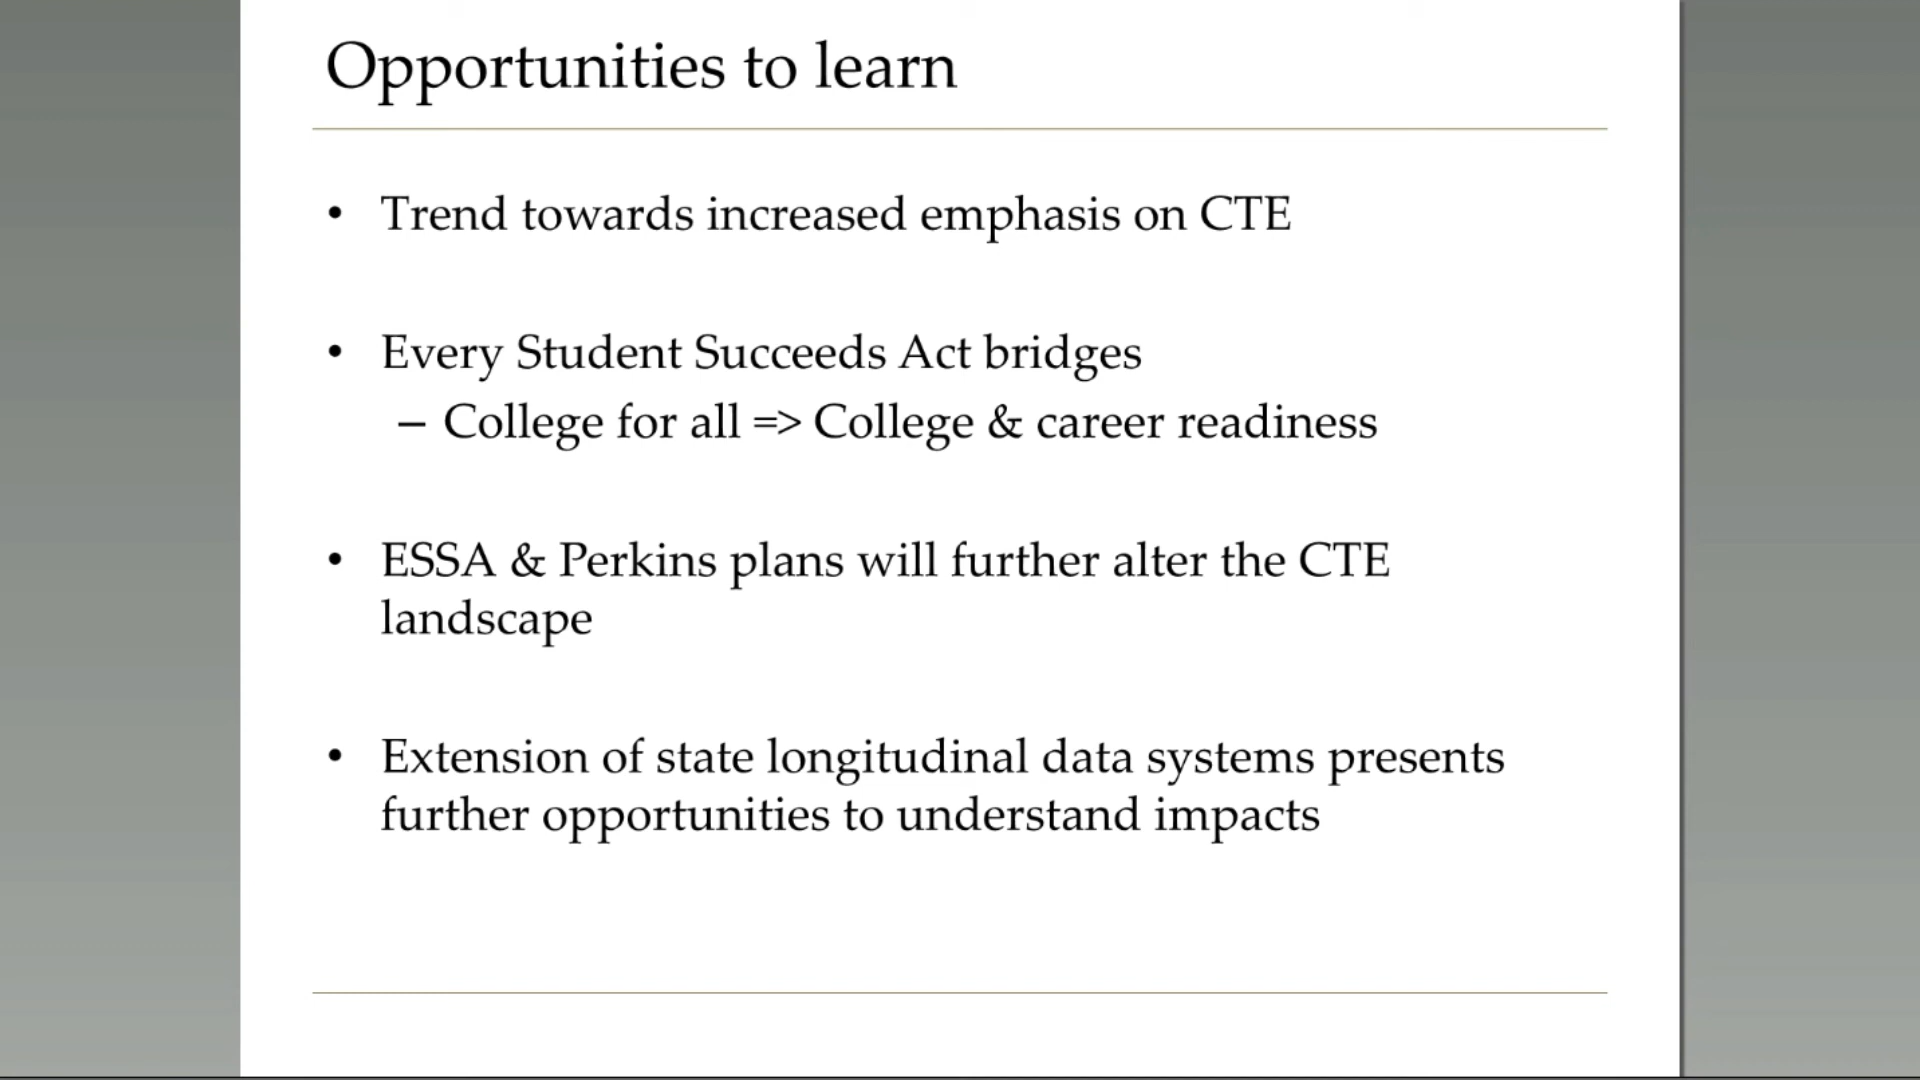 Opportunities to learn
• Trend towards increased emphasis on CTE
• Every Student Succeeds Act bridges
– College for all => College & career readiness
• ESSA & Perkins plans will further alter the CTE
landscape
• Extension of state longitudinal data systems presents
further opportunities to understand impacts